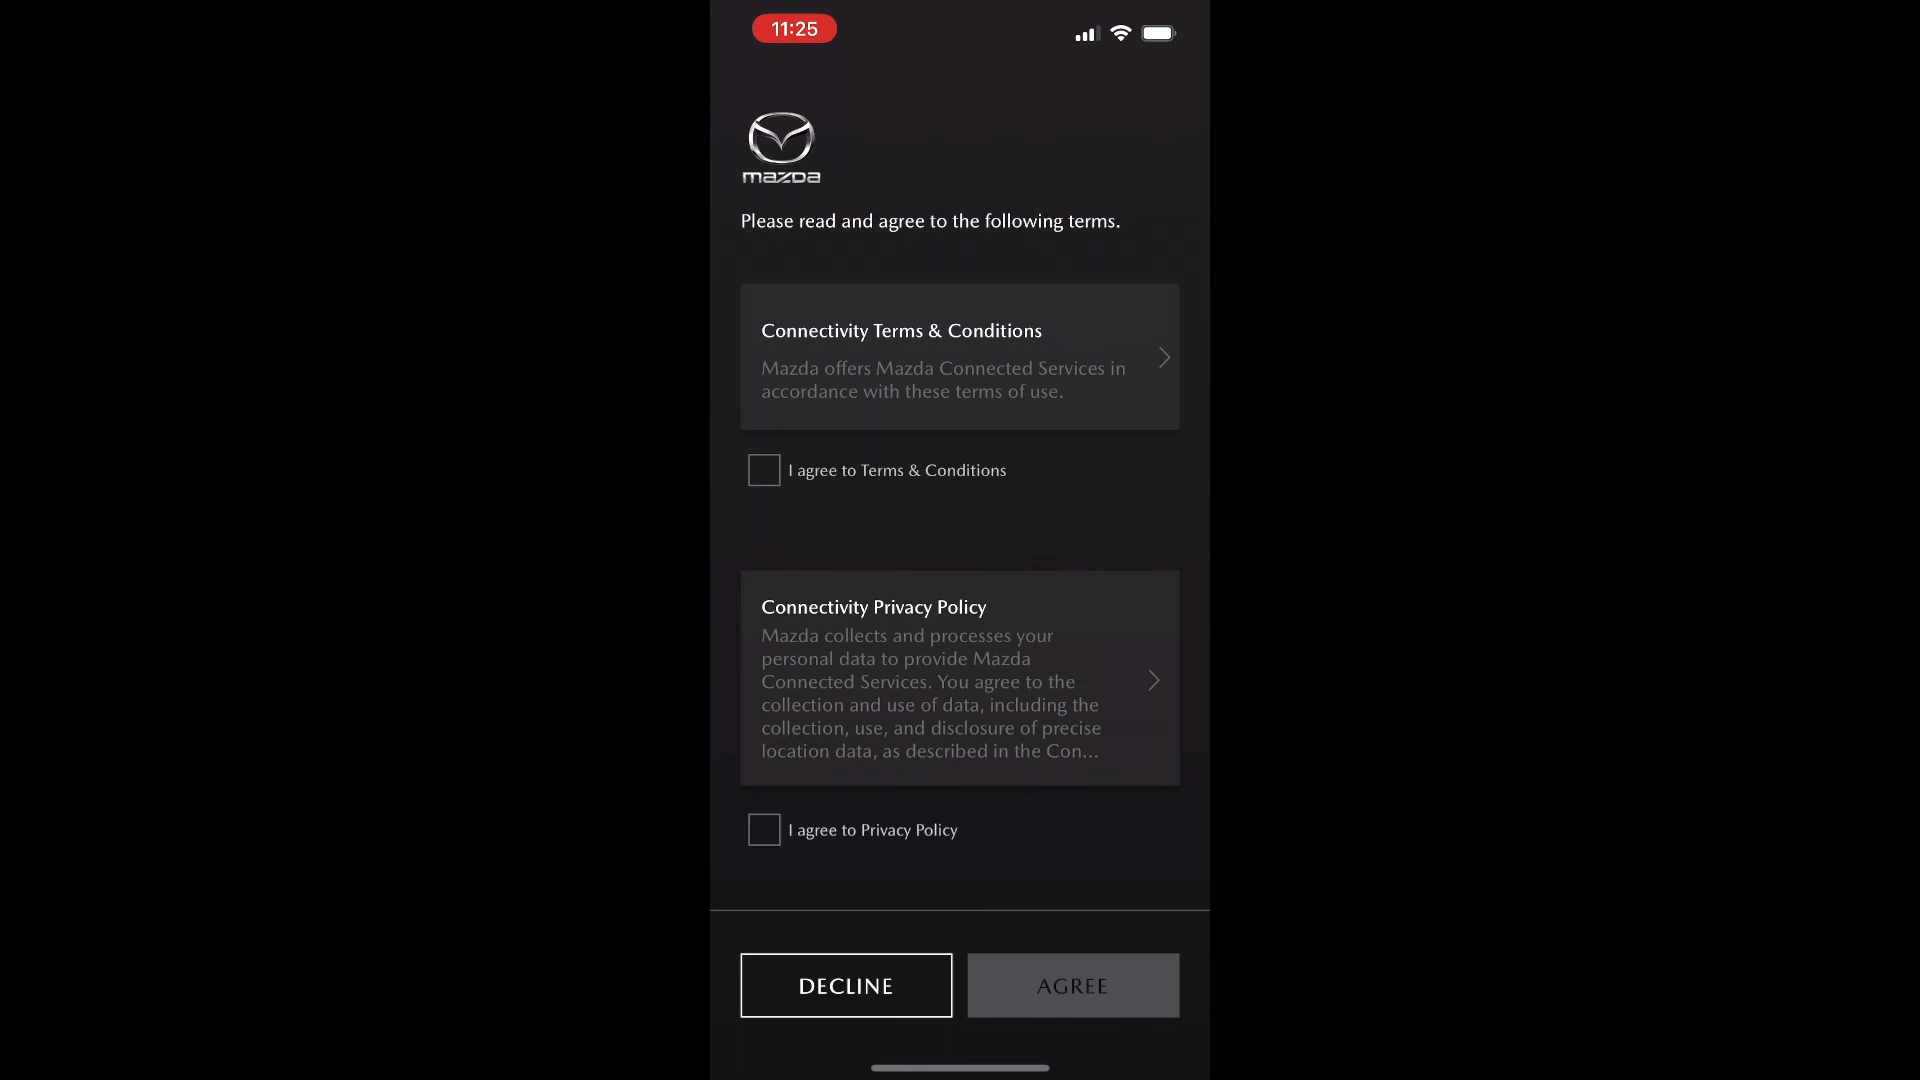 11:25
mazda
Please read and agree to the following terms.
Connectivity Terms & Conditions
Mazda offers Mazda Connected Services in
accordance with these terms of use.
I agree to Terms & Conditions
Connectivity Privacy Policy
Mazda collects and processes your
personal data to provide Mazda
Connected Services. You agree to the
collection and use of data, including the
collection, use, and disclosure of precise
location data, as described in the Con...
I agree to Privacy Policy
DECLINE
AGREE